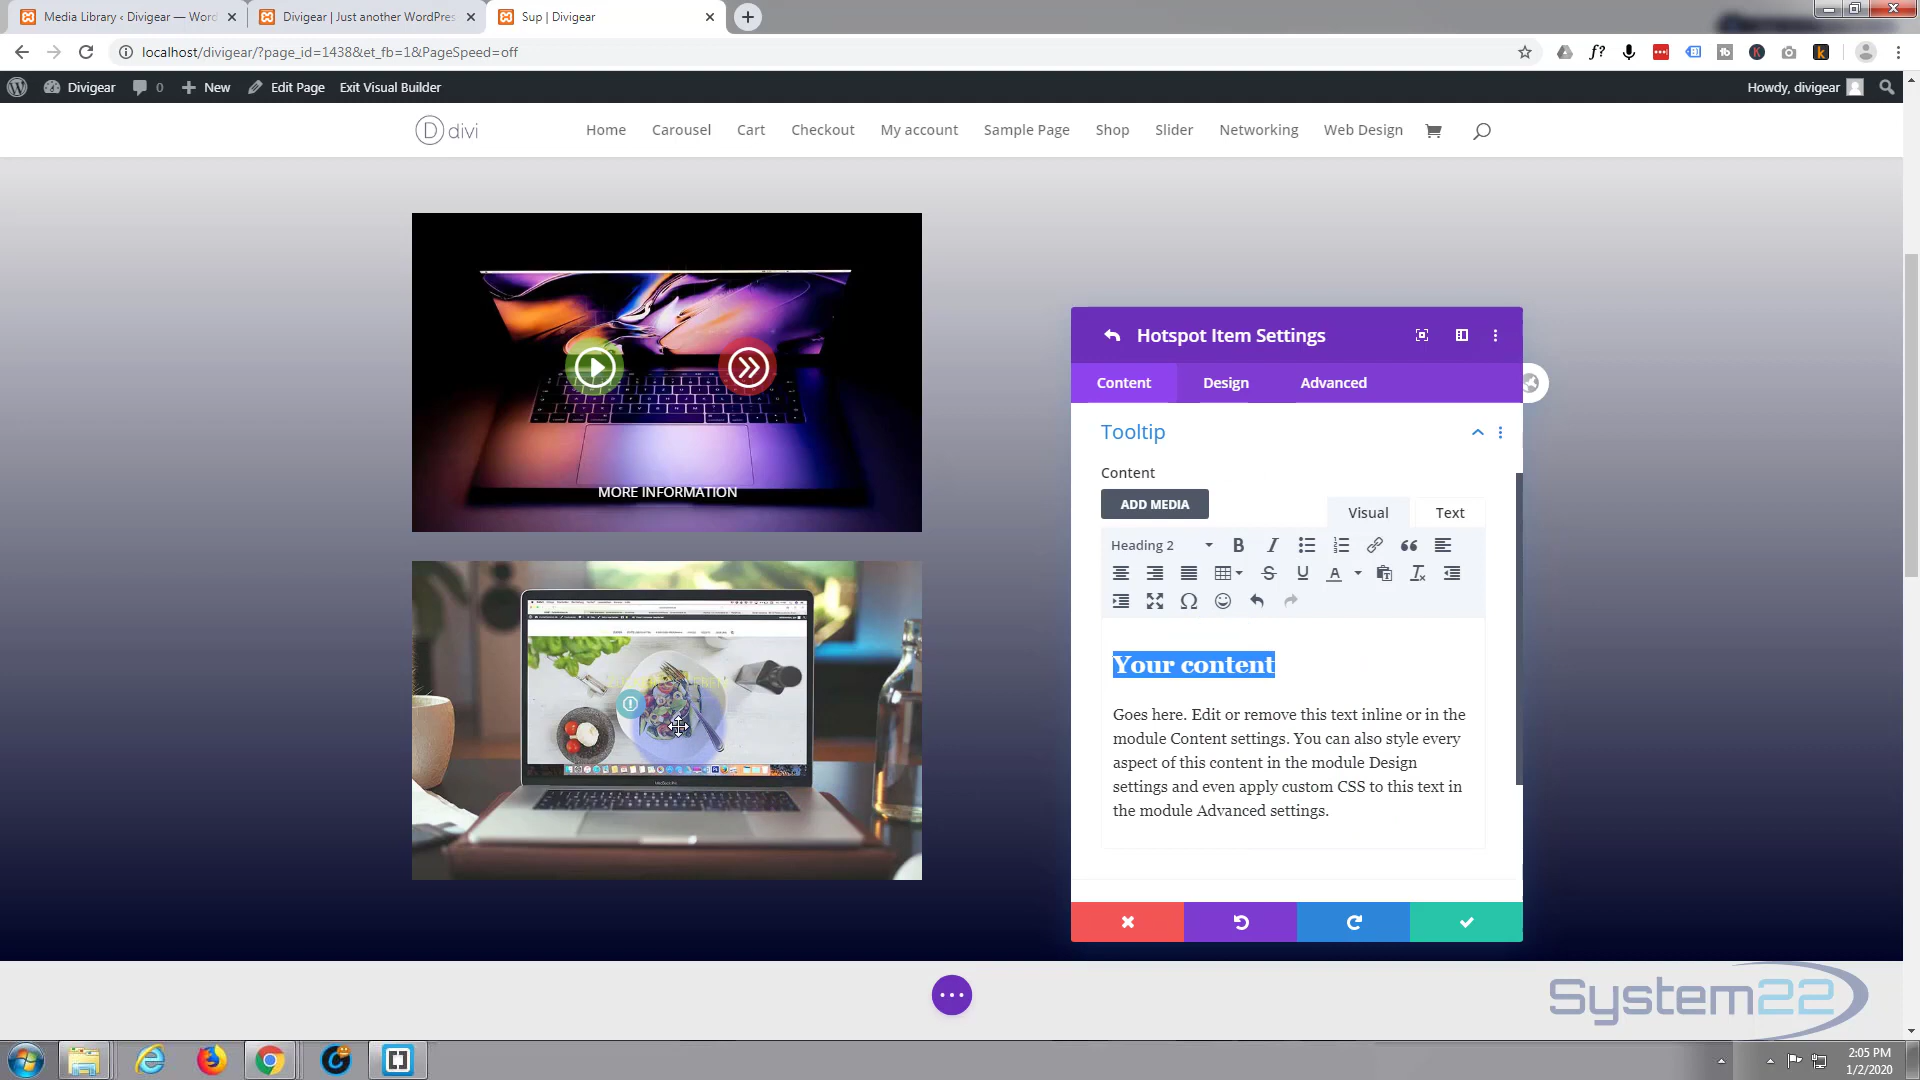 Media Library ‹ Divigear — Word
Divigear | Just another WordPres
Sup | Divigear
localhost/divigear/?page_id=1438&et_fb=1&PageSpeed=off
Divigear
0
New
Edit Page
Exit Visual Builder
Howdy, divigear
D divi
Home
Carousel
Cart
Checkout
My account
Sample Page
Shop
Slider
Networking
Web Design
MORE INFORMATION
Hotspot Item Settings
Content
Design
Advanced
Tooltip
Content
ADD MEDIA
Visual
Text
Heading 2
Your content
Goes here. Edit or remove this text inline or in the
module Content settings. You can also style every
aspect of this content in the module Design
settings and even apply custom CSS to this text in
the module Advanced settings.
System22
2:05 PM
1/2/2020